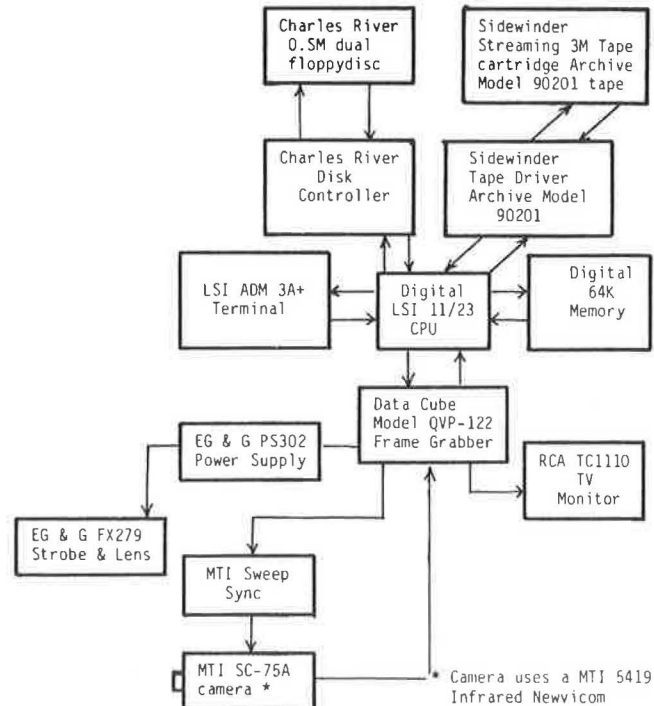 Charles River
0.5M dual
floppydisc
Sidewinder
Streaming 3M Tape
cartridge Archive
Model 90201 tape
Charles River
Disk
Controller
Sidewinder
Tape Driver
Archive Model
90201
LSI ADM 3A+
Terminal
Digital
LSI 11/23
CPU
Digital
64K
Memory
Data Cube
Model QVP-122
Frame Grabber
EG & G PS302
Power Supply
RCA TC1110
TV
Monitor
EG & G FX279
Strobe & Lens
MTI Sweep
Sync
MTI SC-75A
camera *
* Camera uses a MTI 5419
Infrared Newvicom